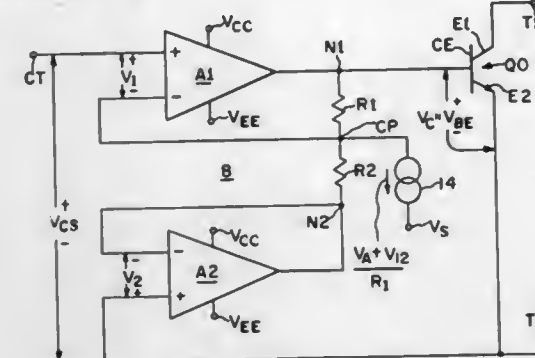 VCC
T
N1
E1
CE
CT
+
V1
-
+
A1
-
QO
R1
E2
VEE
CP
+
VC=VBE
-
B
R2
14
+
VCS
-
N2
VS
VCC
-
V2
+
-
A2
+
VA+V12
R1
VEE
T